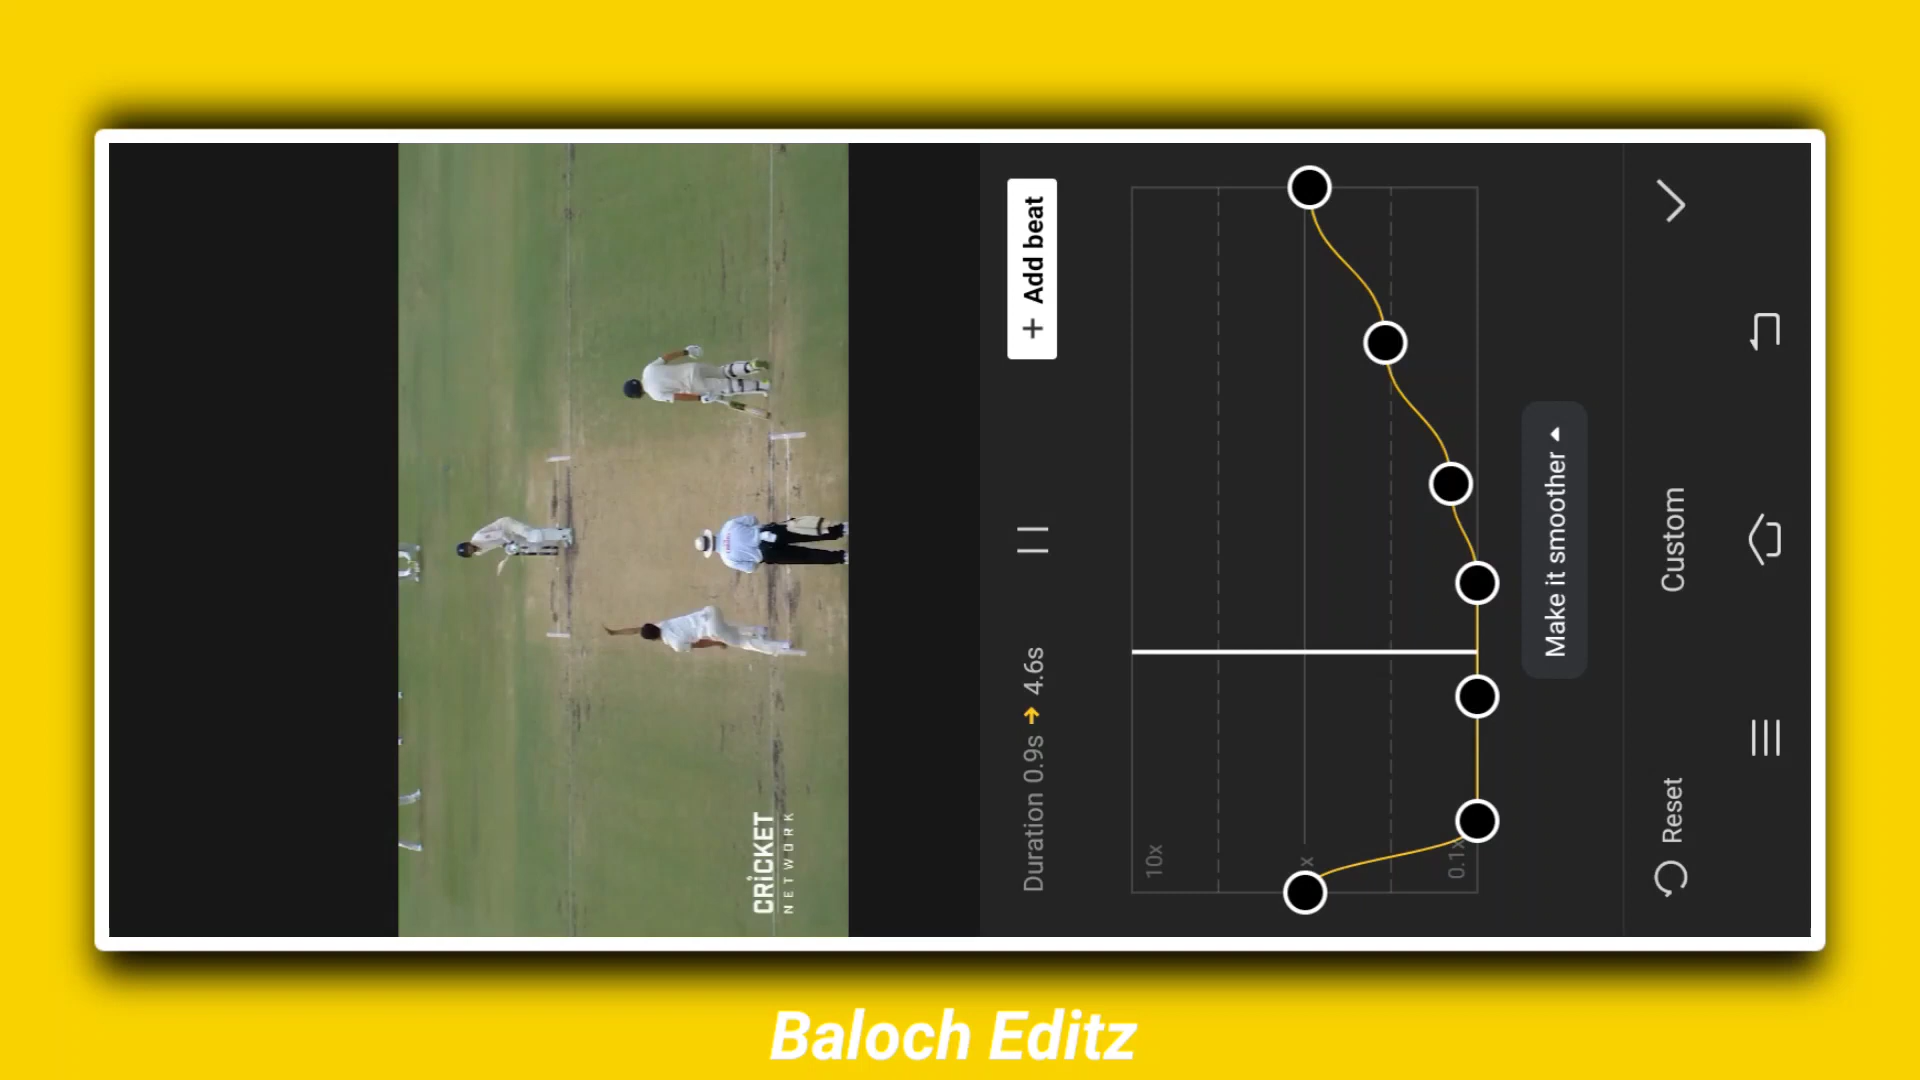 CRiCKET
NETWORK
Duration 0.9s → 4.6s
+ Add beat
10x
x
0.1x
Make it smoother
Reset
Custom
Baloch Editz